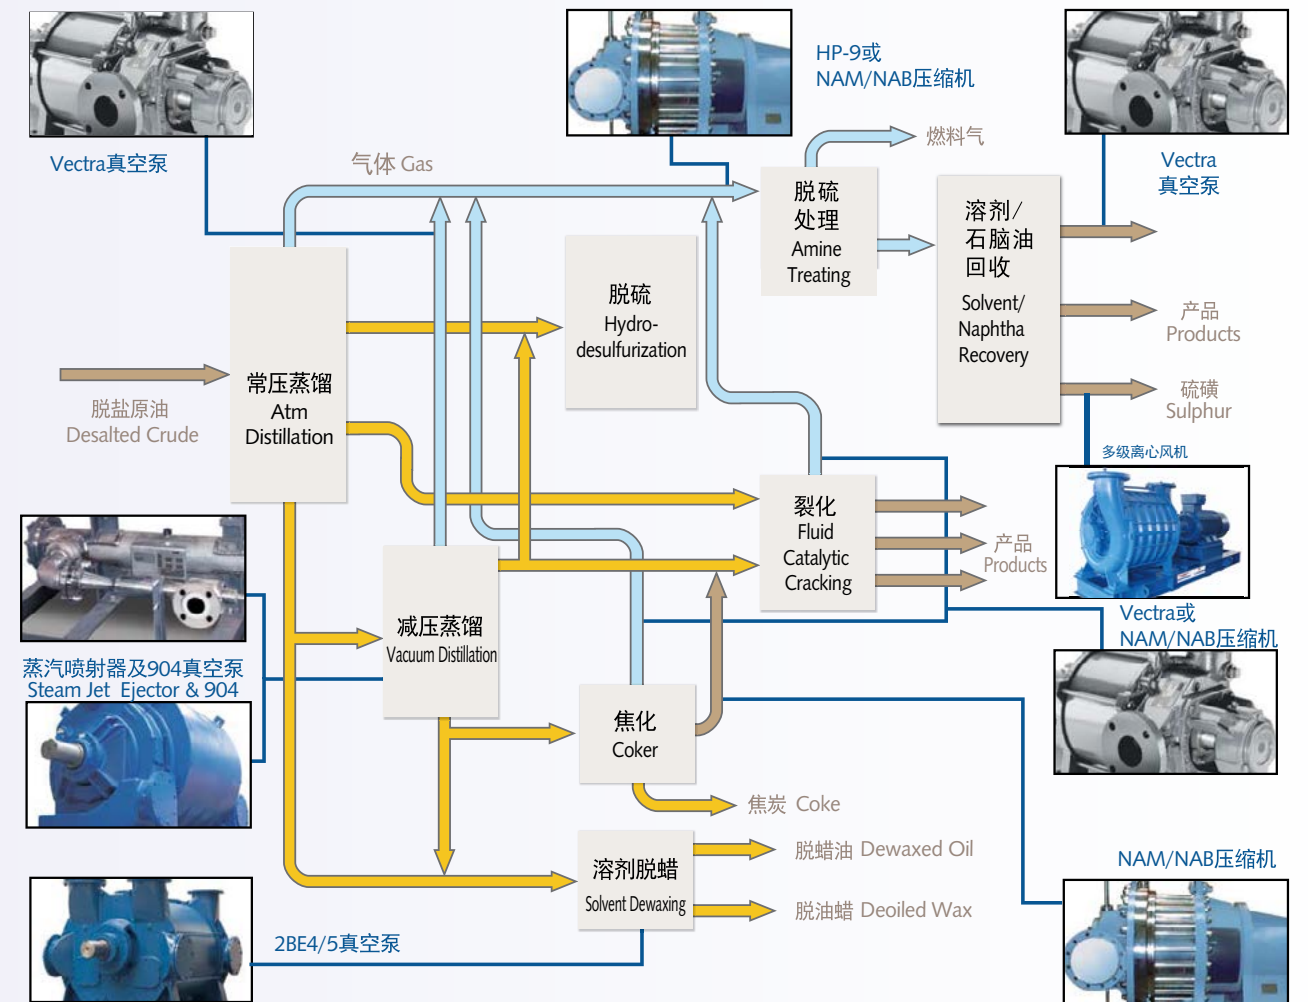 HP-9或
NAM/NAB压缩机
Vectra真空泵
气体 Gas
燃料气
Vectra
真空泵
脱硫
处理
Amine
Treating
溶剂/
石脑油
回收
Solvent/
Naphtha
Recovery
脱硫
Hydro-
desulfurization
产品
Products
常压蒸馏
Atm
Distillation
脱盐原油
Desalted Crude
硫磺
Sulphur
多级离心风机
裂化
Fluid
Catalytic
Cracking
产品
Products
减压蒸馏
Vacuum Distillation
Vectra或
NAM/NAB压缩机
蒸汽喷射器及904真空泵
Steam Jet Ejector & 904
焦化
Coker
焦炭 Coke
溶剂脱蜡
Solvent Dewaxing
脱蜡油 Dewaxed Oil
脱油蜡 Deoiled Wax
NAM/NAB压缩机
2BE4/5真空泵